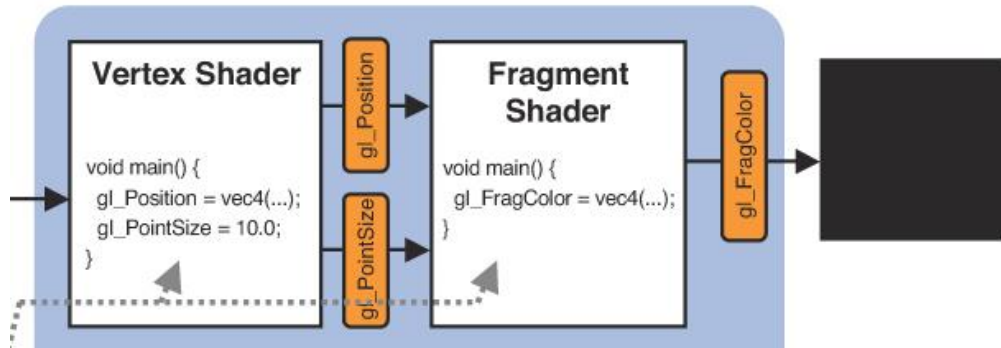 Vertex Shader
void main() {
gl_Position = vec4(...);
gl_PointSize = 10.0;
}
gl_Position
gl_PointSize
Fragment
Shader
void main() {
gl_FragColor = vec4(...);
}
gl_FragColor